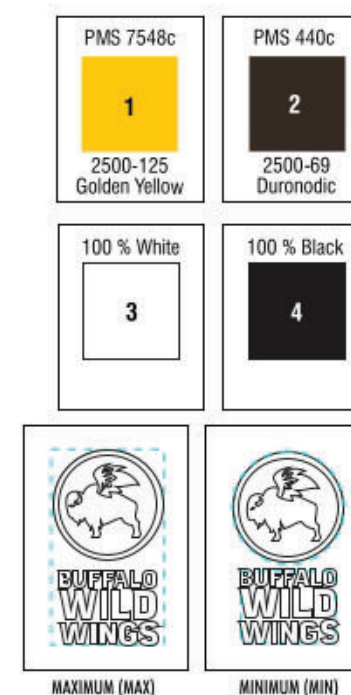 PMS 7548c
1
2500-125
Golden Yellow
PMS 440c
2
2500-69
Duronodic
100 % White
3
100 % Black
4
BUFFALO
WILD
WINGS
MAXIMUM (MAX)
BUFFALO
WILD
WINGS
MINIMUM (MIN)